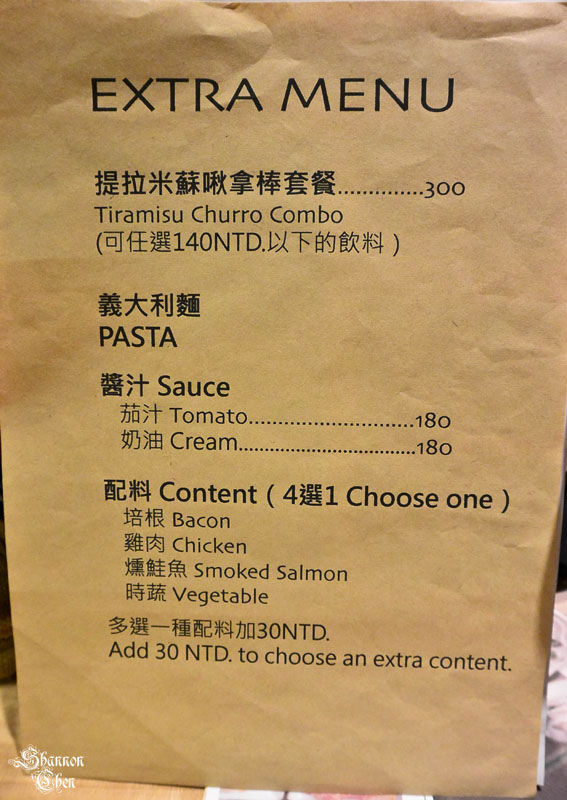 EXTRA MENU
提拉米蘇啾拿棒套餐..............300
Tiramisu Churro Combo
(可任選140NTD.以下的飲料)
義大利麵
PASTA
醬汁 Sauce
茄汁 Tomato............................180
奶油 Cream...................................180
配料 Content（4選1 Choose one）
培根 Bacon
雞肉 Chicken
燻鮭魚 Smoked Salmon
時蔬 Vegetable
多選一種配料加30NTD.
Add 30 NTD. to choose an extra content.
Shannon
Chen